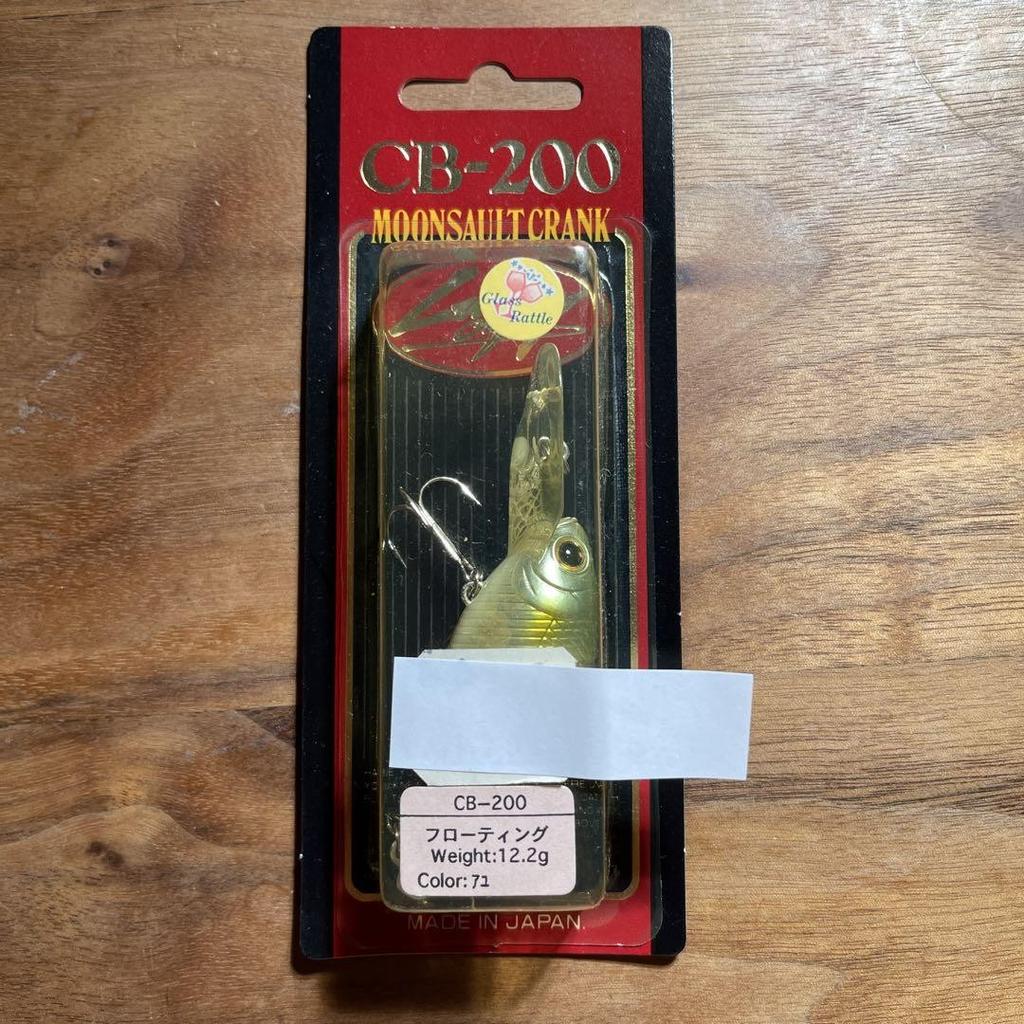 CB-200
MOONSAULT CRANK
Glass
Rattle
CB-200
フローティング
Weight:12.2g
Color:アユ
MADE IN JAPAN.